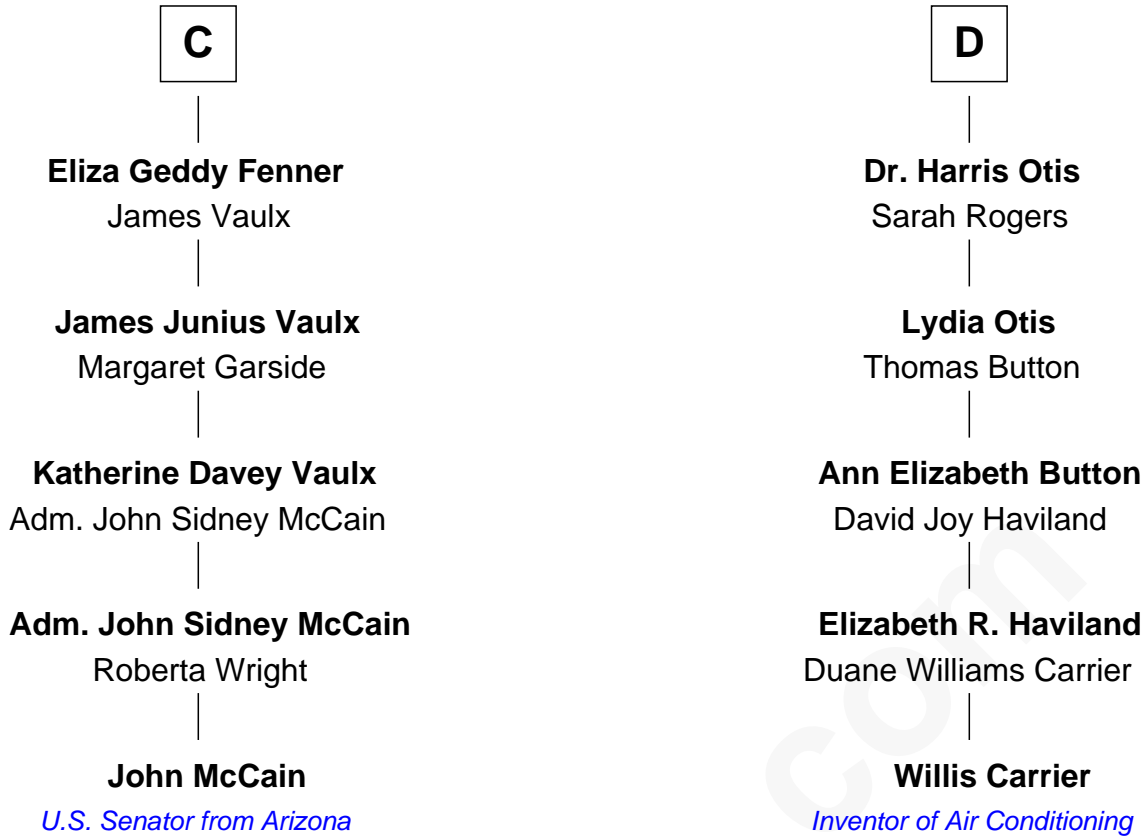 C
Eliza Geddy Fenner
James Vaulx
James Junius Vaulx
Margaret Garside
Katherine Davey Vaulx
Adm. John Sidney McCain
Adm. John Sidney McCain
Roberta Wright
John McCain
U.S. Senator from Arizona
D
Dr. Harris Otis
Sarah Rogers
Lydia Otis
Thomas Button
Ann Elizabeth Button
David Joy Haviland
Elizabeth R. Haviland
Duane Williams Carrier
Willis Carrier
Inventor of Air Conditioning
com